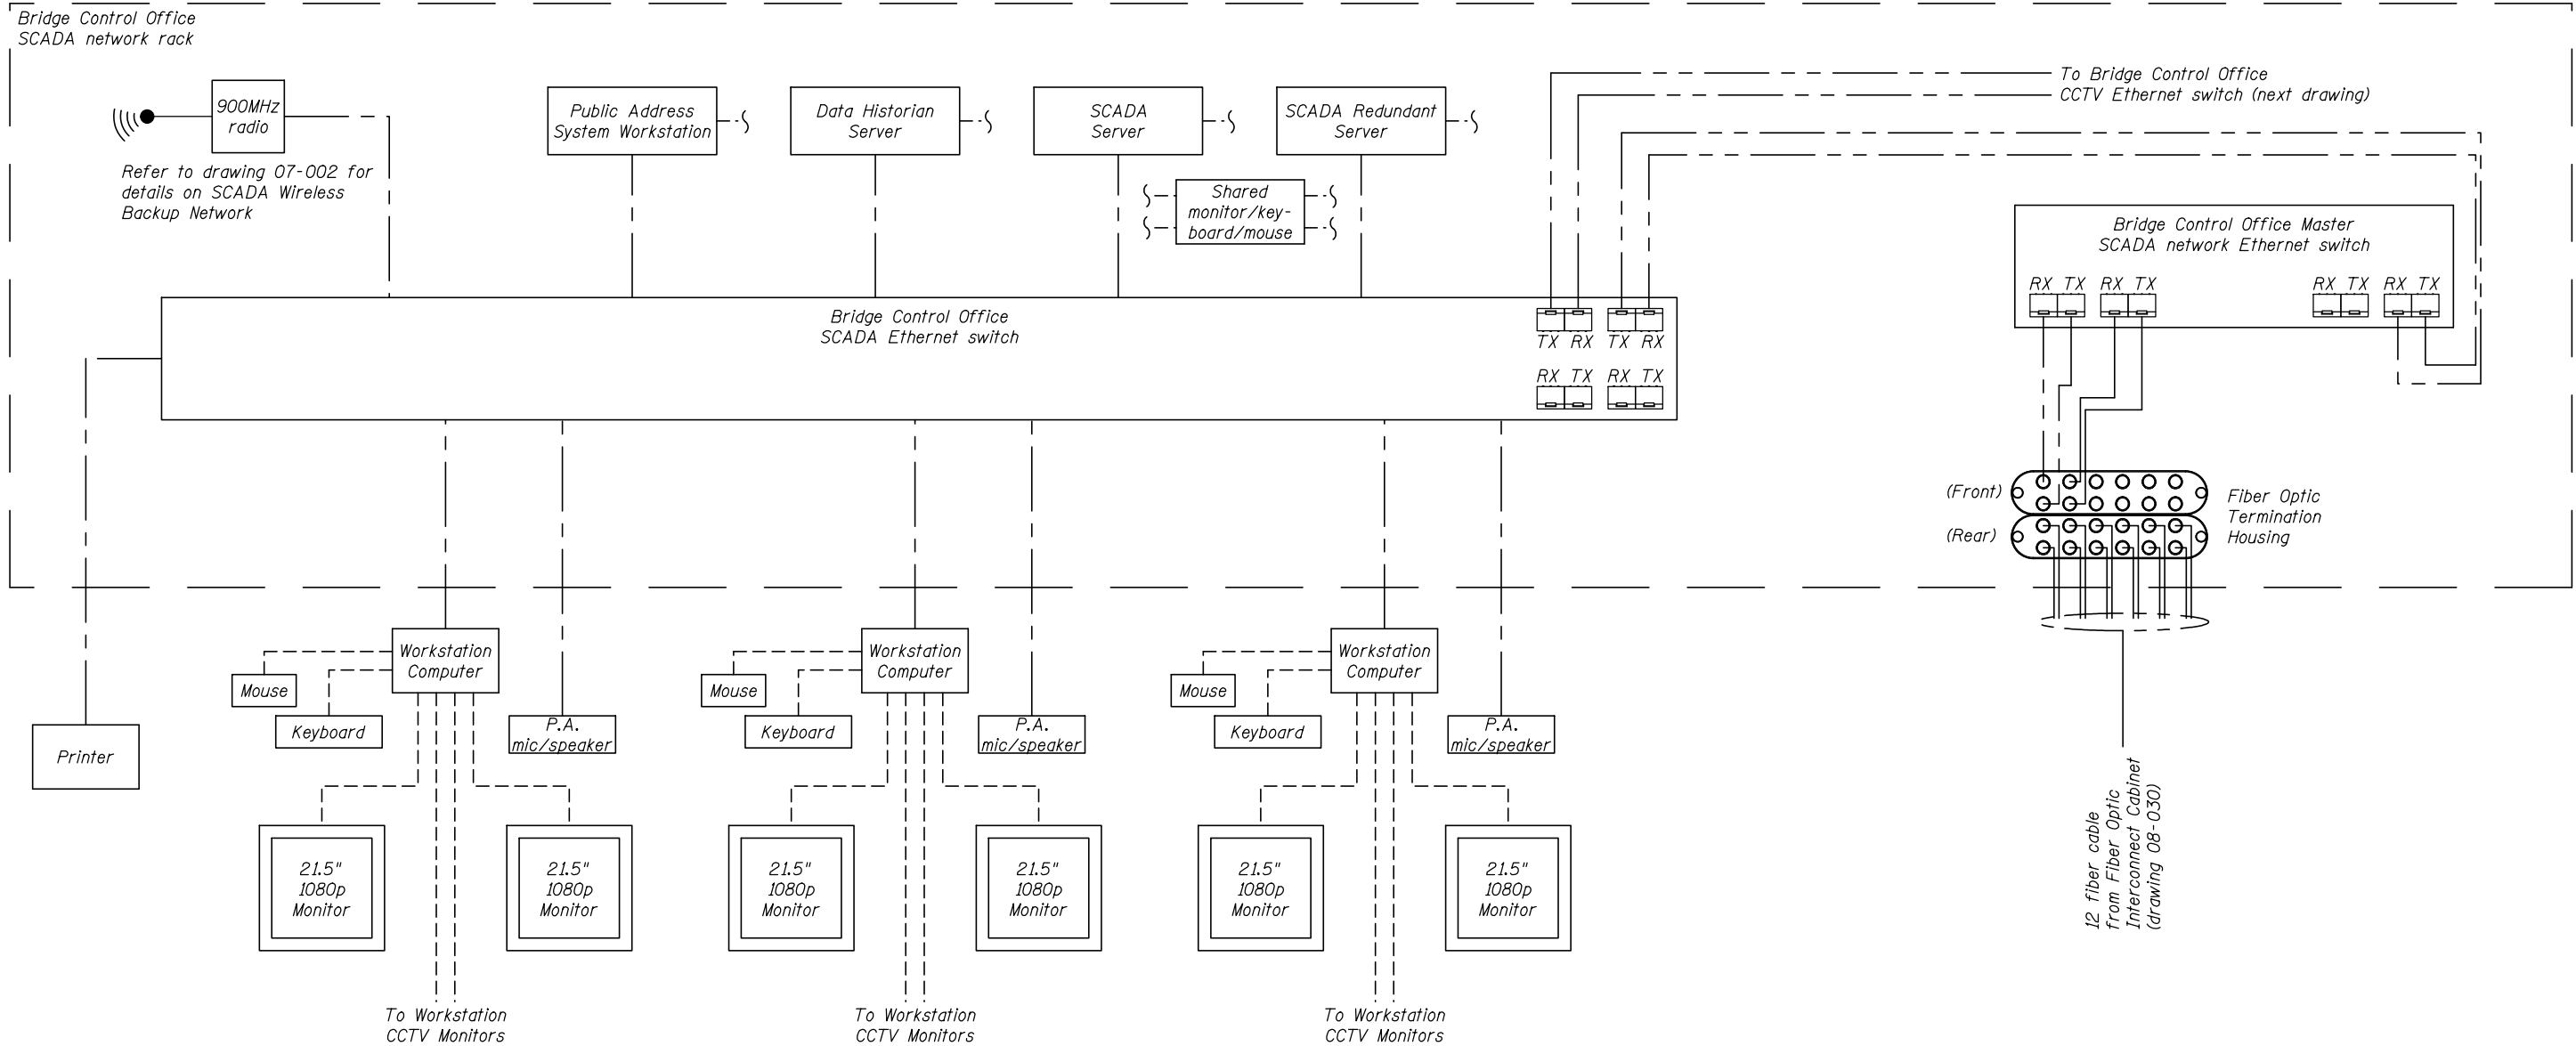 Bridge Control Office
SCADA network rack
900MHz
radio
Refer to drawing 07-002 for
details on SCADA Wireless
Backup Network
Public Address
System Workstation
Data Historian
Server
SCADA
Server
SCADA Redundant
Server
Shared
monitor/key-
board/mouse
To Bridge Control Office
CCTV Ethernet switch (next drawing)
Bridge Control Office Master
SCADA network Ethernet switch
RX TX RX TX RX TX RX TX
Bridge Control Office
SCADA Ethernet switch
TX RX TX RX
RX TX RX TX
(Front)
(Rear)
Fiber Optic
Termination
Housing
12 fiber cable
from Fiber Optic
Interconnect Cabinet
(drawing 08-030)
Printer
Workstation
Computer
Mouse
Keyboard
P.A.
mic/speaker
21.5"
1080p
Monitor
21.5"
1080p
Monitor
To Workstation
CCTV Monitors
Workstation
Computer
Mouse
Keyboard
P.A.
mic/speaker
21.5"
1080p
Monitor
21.5"
1080p
Monitor
To Workstation
CCTV Monitors
Workstation
Computer
Mouse
Keyboard
P.A.
mic/speaker
21.5"
1080p
Monitor
21.5"
1080p
Monitor
To Workstation
CCTV Monitors